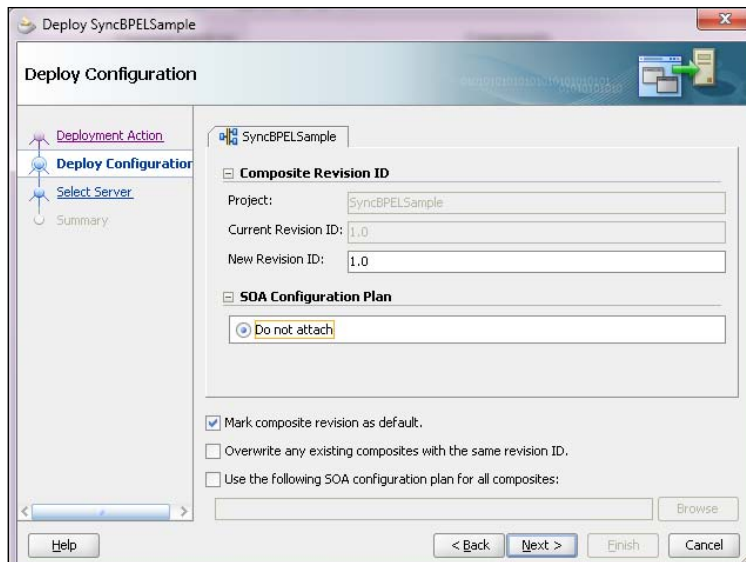 Deploy SyncBPELSample
Deploy Configuration
Deployment Action
Deploy Configuration
Select Server
Summary
SyncBPELSample
Composite Revision ID
Project:
SyncBPELSample
Current Revision ID:
1.0
New Revision ID:
1.0
SOA Configuration Plan
Do not attach
Mark composite revision as default.
Overwrite any existing composites with the same revision ID.
Use the following SOA configuration plan for all composites:
Browse
Help
< Back
Next >
Finish
Cancel